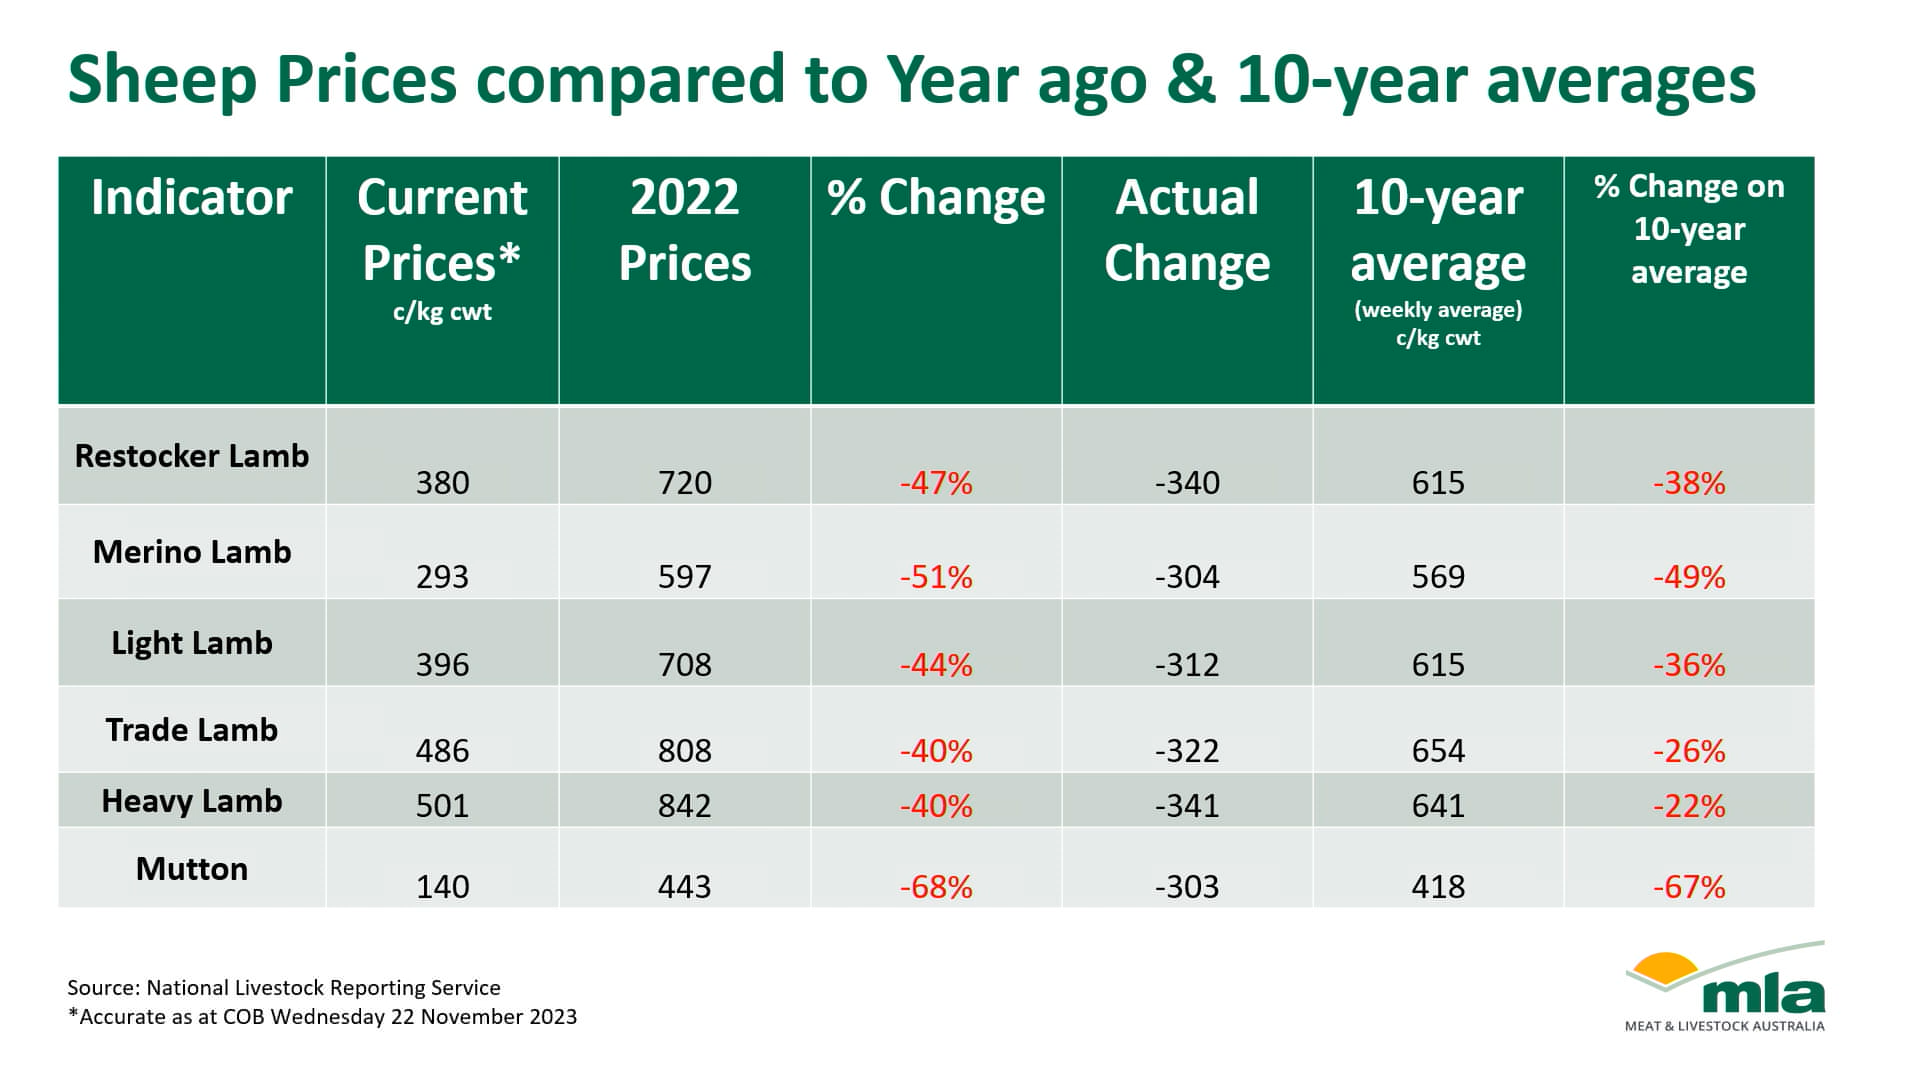 Sheep Prices compared to Year ago & 10-year averages
Indicator
Current
Prices*
c/kg cwt
2022
Prices
% Change
Actual
Change
10-year
average
(weekly average)
c/kg cwt
% Change on
10-year
average
Restocker Lamb 380 720 -47% -340 615 -38%
Merino Lamb 293 597 -51% -304 569 -49%
Light Lamb 396 708 -44% -312 615 -36%
Trade Lamb 486 808 -40% -322 654 -26%
Heavy Lamb 501 842 -40% -341 641 -22%
Mutton 140 443 -68% -303 418 -67%
Source: National Livestock Reporting Service
*Accurate as at COB Wednesday 22 November 2023
mla
MEAT & LIVESTOCK AUSTRALIA